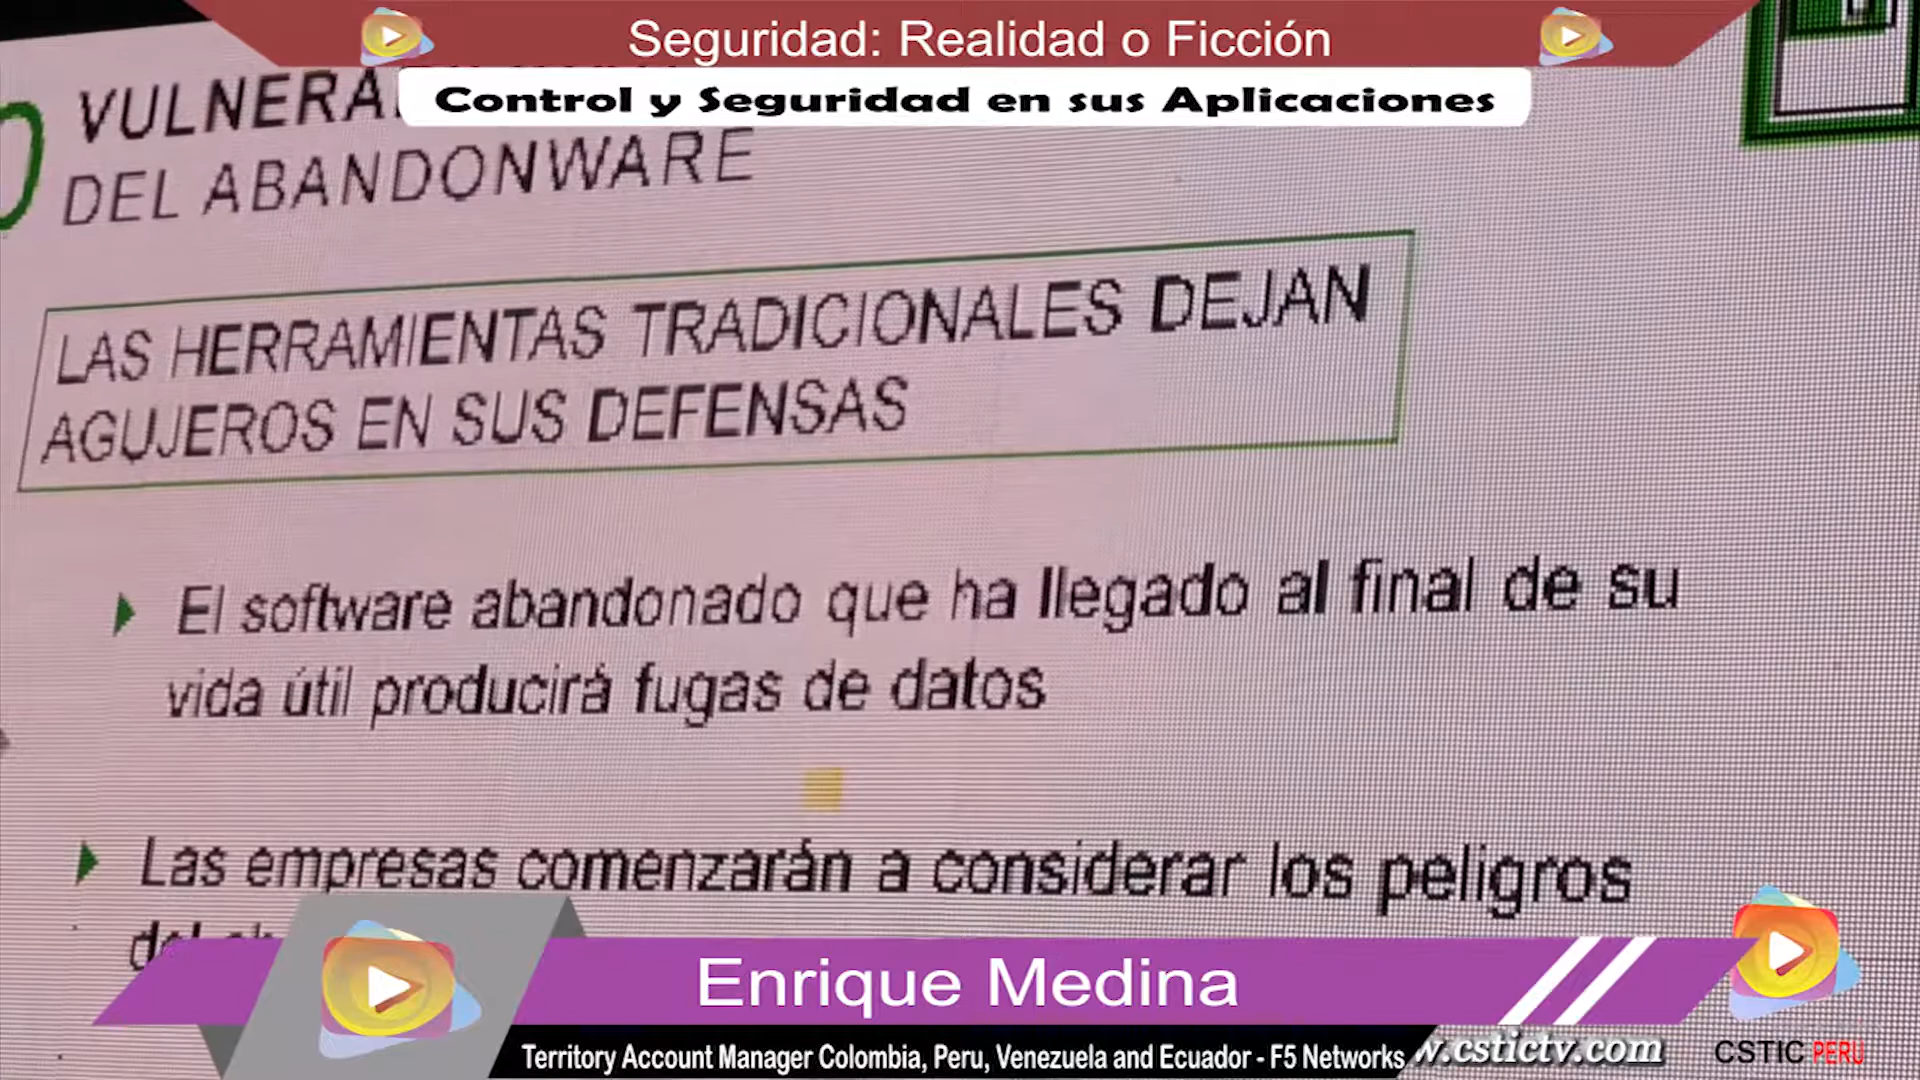 Seguridad: Realidad o Ficción
Control y Seguridad en sus Aplicaciones
DEL ABANDONWARE
LAS HERRAMIENTAS TRADICIONALES DEJAN
AGUJEROS EN SUS DEFENSAS
El software abandonado que ha llegado al final de su
vida útil producirá fugas de datos
Las empresas comenzarán a considerar los peligros
Enrique Medina
Territory Account Manager Colombia, Peru, Venezuela and Ecuador - F5 Networks
.cstictv.com
CSTIC PERU